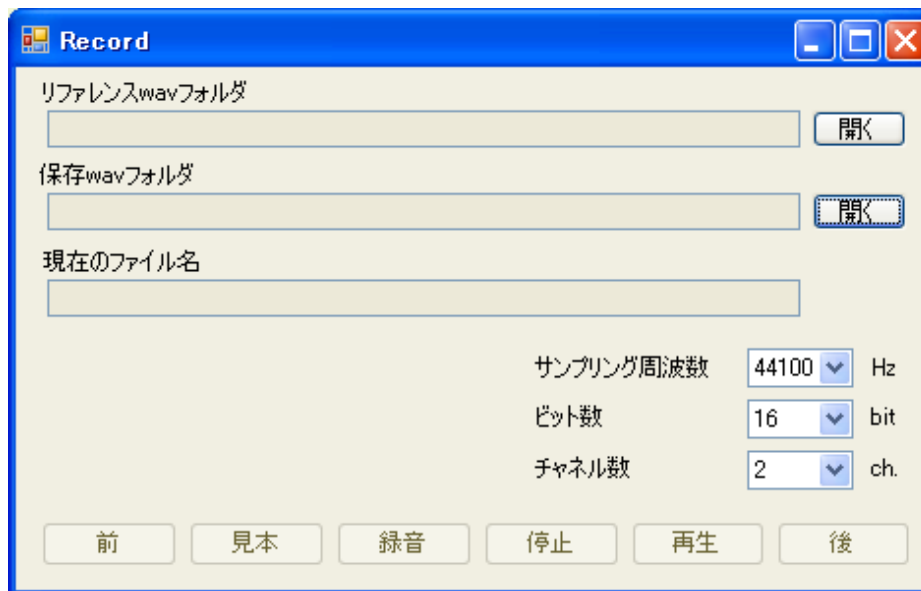 Record
リファレンスwavフォルダ
開く
保存wavフォルダ
開く
現在のファイル名
サンプリング周波数 44100 Hz
ビット数 16 bit
チャネル数 2 ch.
前 見本 録音 停止 再生 後